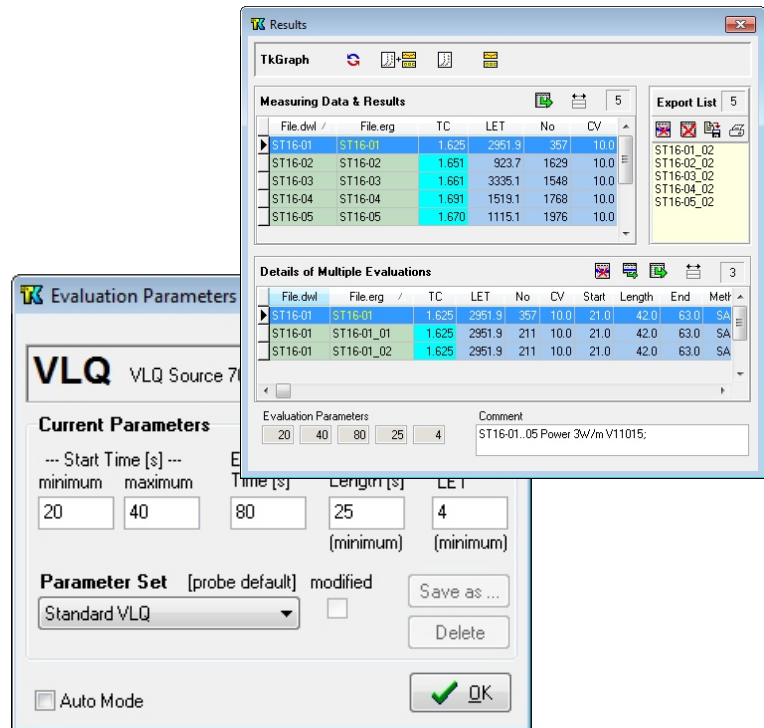 Results
TkGraph
Measuring Data & Results 5
File.dwl / File.erg TC LET No CV
ST16-01 ST16-01 1.625 2951.9 357 10.0
ST16-02 ST16-02 1.651 923.7 1629 10.0
ST16-03 ST16-03 1.661 3335.1 1548 10.0
ST16-04 ST16-04 1.691 1519.1 1768 10.0
ST16-05 ST16-05 1.670 1115.1 1976 10.0
Export List 5
ST16-01_02
ST16-02_02
ST16-03_02
ST16-04_02
ST16-05_02
Details of Multiple Evaluations 3
File.dwl File.erg / TC LET No CV Start Length End Meth
ST16-01 ST16-01 1.625 2951.9 357 10.0 21.0 42.0 63.0 SA
ST16-01 ST16-01_01 1.625 2951.9 211 10.0 21.0 42.0 63.0 SA
ST16-01 ST16-01_02 1.625 2951.9 211 10.0 21.0 42.0 63.0 SA
Evaluation Parameters
20 40 80 25 4
Comment
ST16-01..05 Power 3W/m V11015;
TK Evaluation Parameters
VLQ VLQ Source 7
Current Parameters
--- Start Time [s] ---
minimum maximum Time [s] Length [s] LET
20 40 80 25 4
(minimum) (minimum)
Parameter Set [probe default] modified
Standard VLQ
Save as ...
Delete
Auto Mode
OK